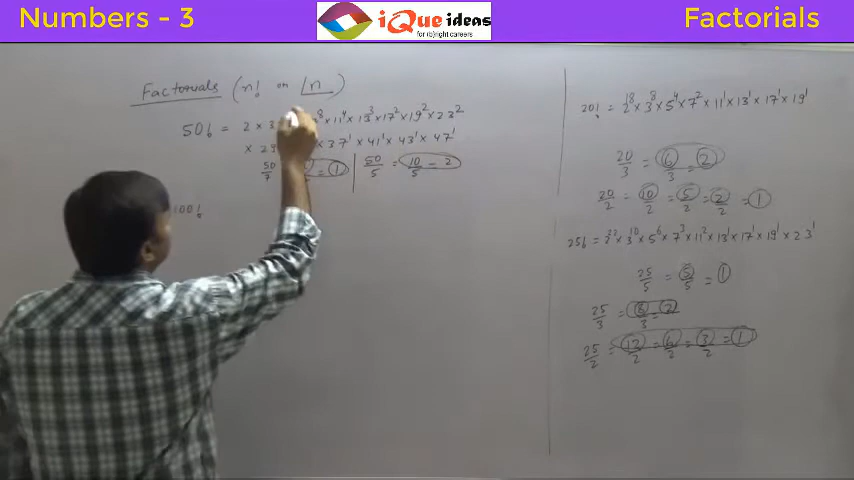 Numbers - 3
iQue ideas
for (b)right careers
Factorials
Factorials (n! or ⌊n)
50! = 2 × 3 8 × 11⁴ × 13³ × 17² × 19² × 23²
× 29 × 37¹ × 41¹ × 43¹ × 47¹
50/7 = 1 | 50/5 = 10/5 - 2
100!
20! = 2¹⁸ × 3⁸ × 5⁴ × 7² × 11¹ × 13¹ × 17¹ × 19¹
20/3 = 6/3 = 2
20/2 = 10/2 = 5/2 = 2/2 = 1
25! = 2²² × 3¹⁰ × 5⁶ × 7³ × 11² × 13¹ × 17¹ × 19¹ × 23¹
25/5 = 5/5 = 1
25/3 = 8/3 = 2
25/2 = 12/2 = 6/2 = 3/2 = 1